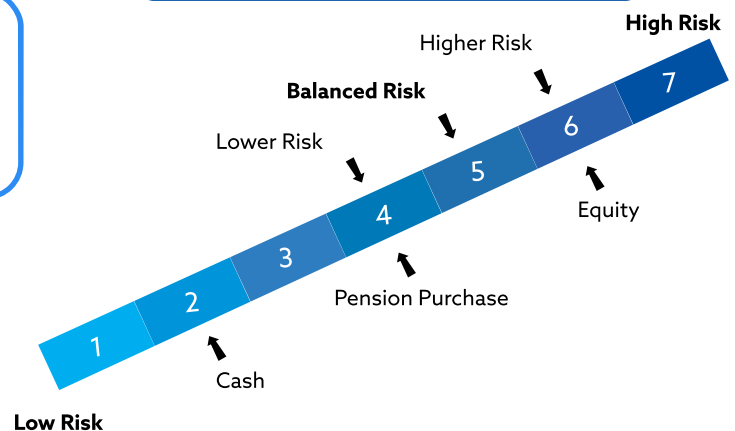 High Risk
Higher Risk
Balanced Risk
Lower Risk
7
6
5
4
3
2
1
Equity
Pension Purchase
Cash
Low Risk